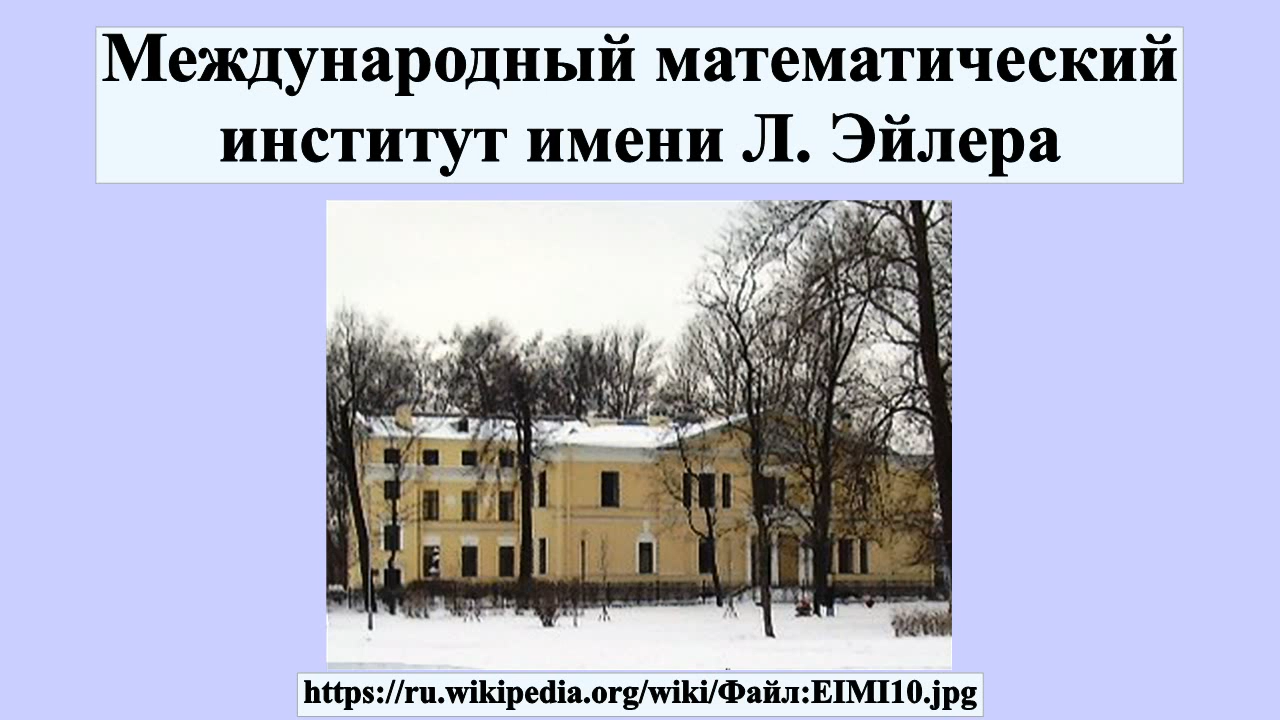 Международный математический
институт имени Л. Эйлера
https://ru.wikipedia.org/wiki/Файл:EIMI10.jpg